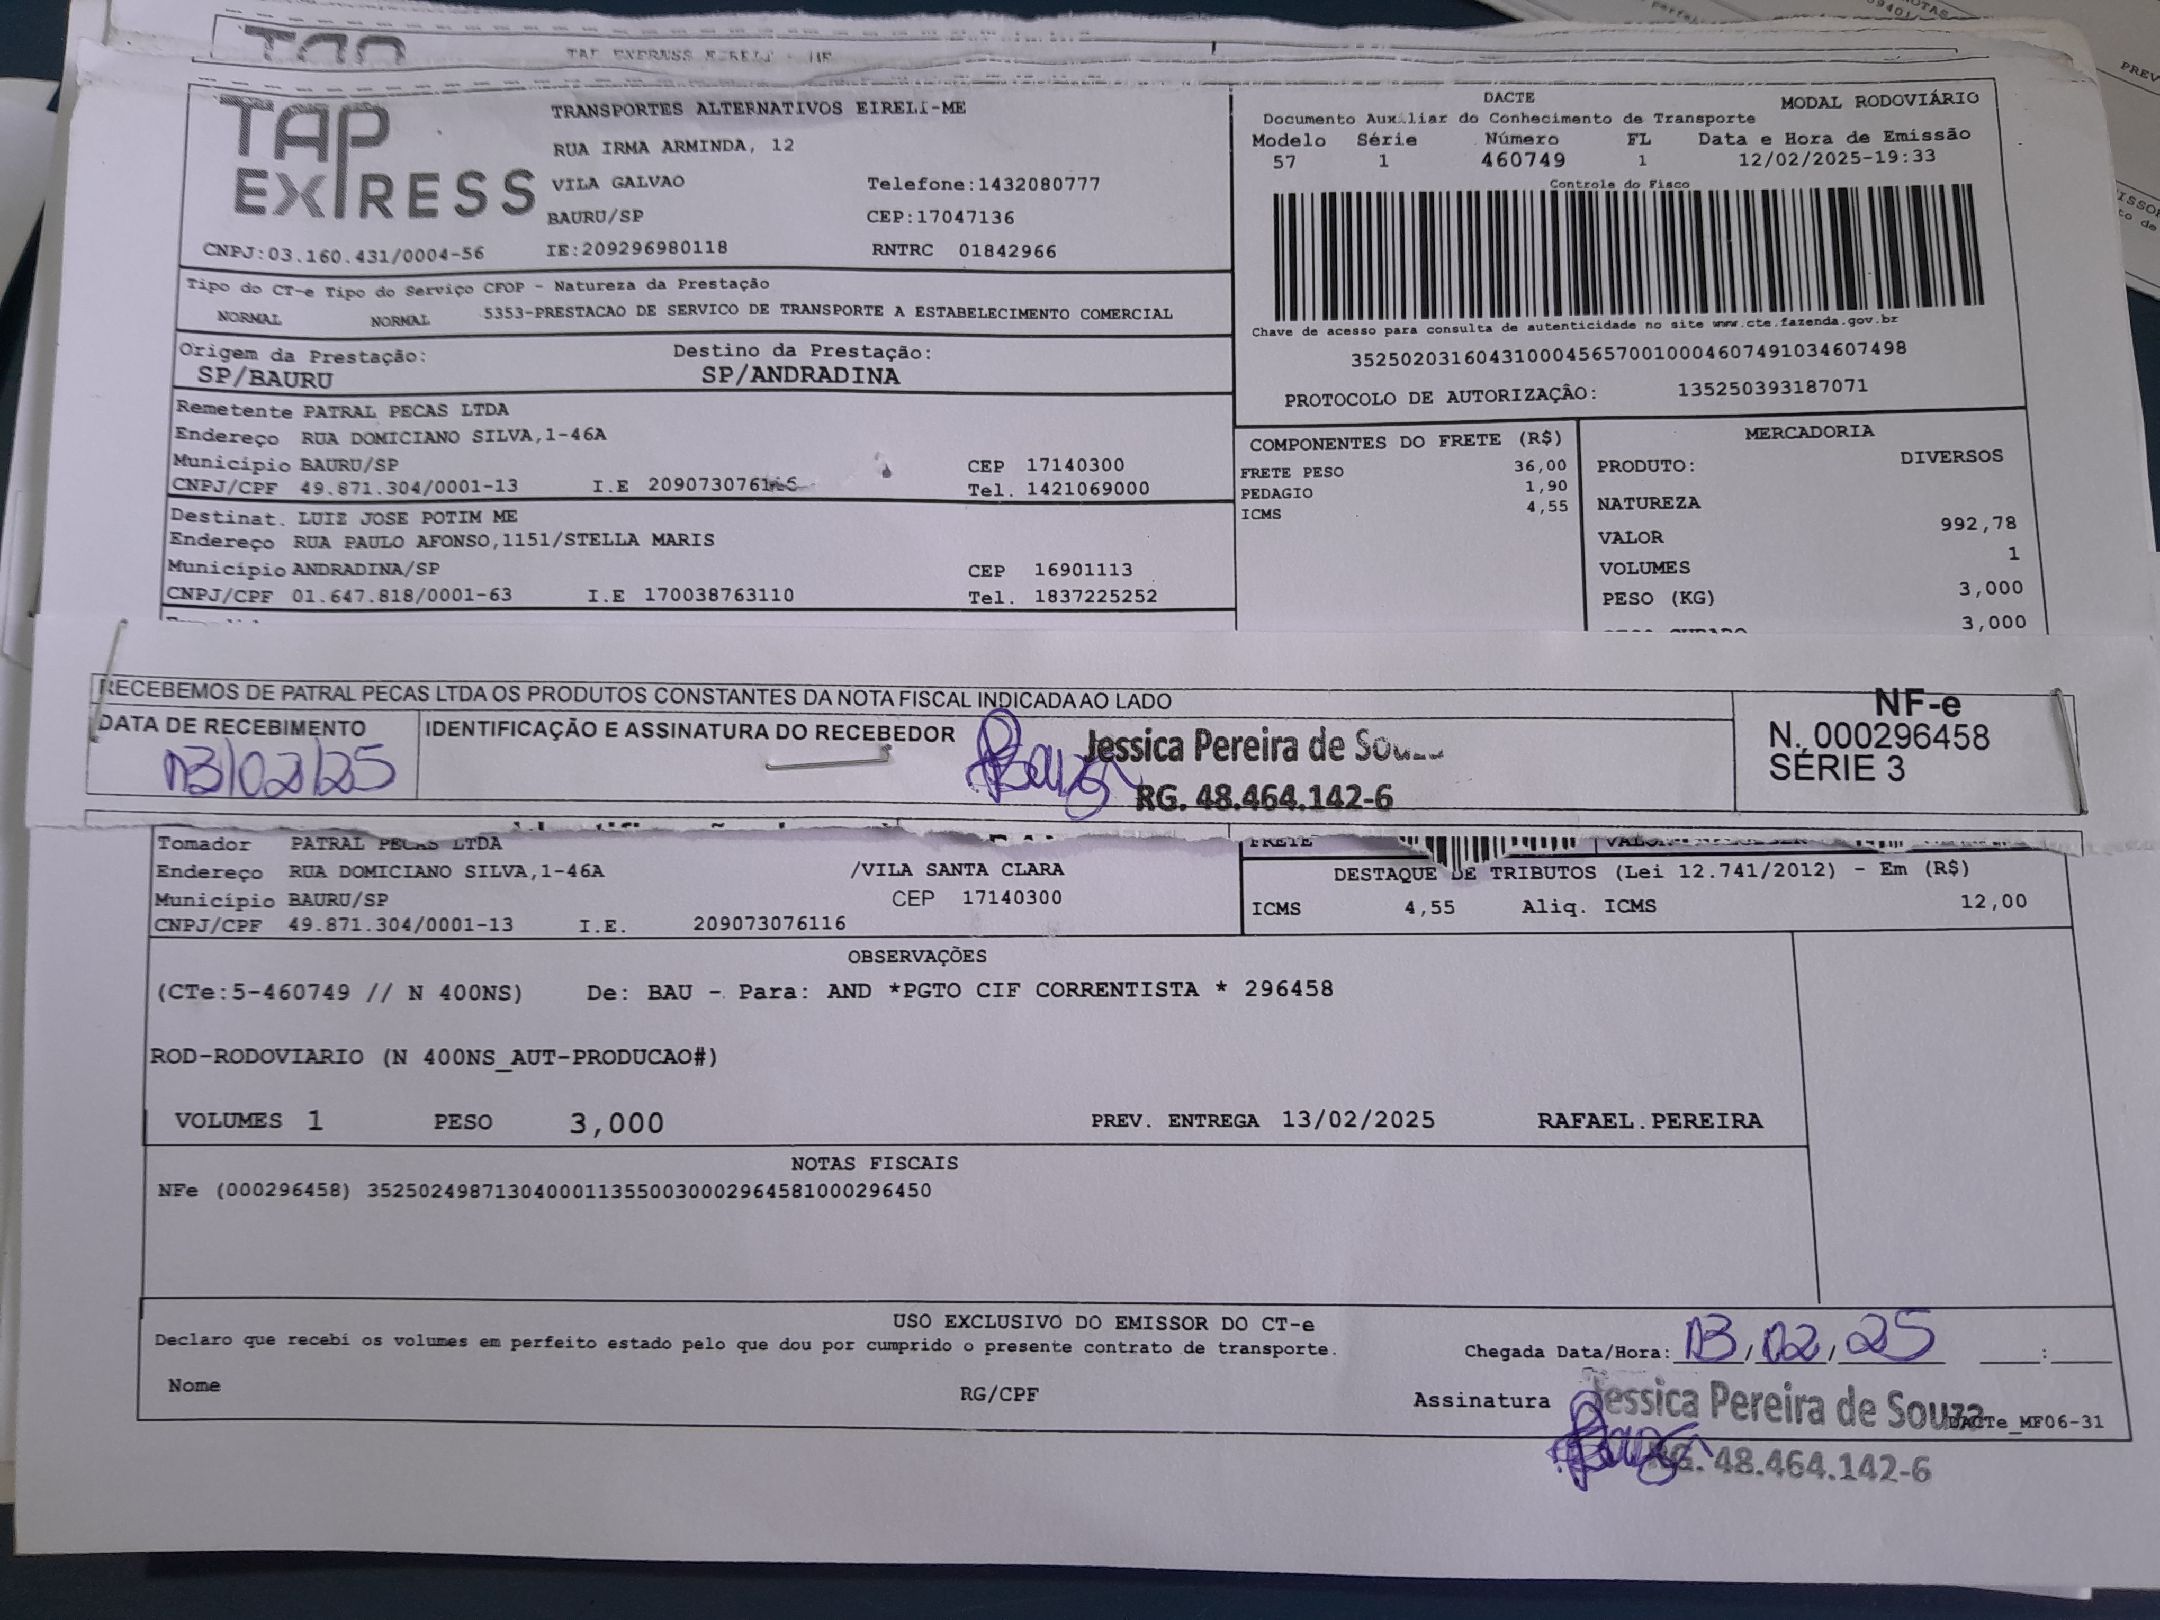 TAP EXPRESS EIRELI - ME
TAP EXPRESS
TRANSPORTES ALTERNATIVOS EIRELI-ME
RUA IRMA ARMINDA, 12
VILA GALVAO Telefone:1432080777
BAURU/SP CEP:17047136
CNPJ:03.160.431/0004-56 IE:209296980118 RNTRC 01842966
DACTE MODAL RODOVIÁRIO
Documento Auxiliar do Conhecimento de Transporte
Modelo Série Número FL Data e Hora de Emissão
57 1 460749 1 12/02/2025-19:33
Controle do Fisco
Chave de acesso para consulta de autenticidade no site www.cte.fazenda.gov.br
35250203160431000456570010004607491034607498
PROTOCOLO DE AUTORIZAÇÃO: 135250393187071
Tipo do CT-e Tipo do Serviço CFOP - Natureza da Prestação
NORMAL NORMAL 5353-PRESTACAO DE SERVICO DE TRANSPORTE A ESTABELECIMENTO COMERCIAL
Origem da Prestação: Destino da Prestação:
SP/BAURU SP/ANDRADINA
Remetente PATRAL PECAS LTDA
Endereço RUA DOMICIANO SILVA,1-46A
Município BAURU/SP CEP 17140300
CNPJ/CPF 49.871.304/0001-13 I.E Tel. 1421069000
Destinat. LUIZ JOSE POTIM ME
Endereço RUA PAULO AFONSO,1151/STELLA MARIS
Município ANDRADINA/SP CEP 16901113
CNPJ/CPF 01.647.818/0001-63 I.E 170038763110 Tel. 1837225252
COMPONENTES DO FRETE (R$)
FRETE PESO 36,00
PEDAGIO 1,90
ICMS 4,55
MERCADORIA
PRODUTO: DIVERSOS
NATUREZA
VALOR 992,78
VOLUMES 1
PESO (KG) 3,000
3,000
RECEBEMOS DE PATRAL PECAS LTDA OS PRODUTOS CONSTANTES DA NOTA FISCAL INDICADA AO LADO
DATA DE RECEBIMENTO IDENTIFICAÇÃO E ASSINATURA DO RECEBEDOR
13/02/25
Jessica Pereira de Souza
RG. 48.464.142-6
NF-e
N. 000296458
SÉRIE 3
Tomador PATRAL PECAS LTDA
Endereço RUA DOMICIANO SILVA,1-46A /VILA SANTA CLARA
Município BAURU/SP CEP 17140300
CNPJ/CPF 49.871.304/0001-13 I.E. 209073076116
FRETE
DESTAQUE DE TRIBUTOS (Lei 12.741/2012) - Em (R$)
ICMS 4,55 Aliq. ICMS 12,00
OBSERVAÇÕES
(CTe:5-460749 // N 400NS) De: BAU - Para: AND *PGTO CIF CORRENTISTA * 296458
ROD-RODOVIARIO (N 400NS_AUT-PRODUCAO#)
VOLUMES 1 PESO 3,000 PREV. ENTREGA 13/02/2025 RAFAEL.PEREIRA
NOTAS FISCAIS
NFe (000296458) 35250249871304000113550030002964581000296450
USO EXCLUSIVO DO EMISSOR DO CT-e
Declaro que recebi os volumes em perfeito estado pelo que dou por cumprido o presente contrato de transporte.
Chegada Data/Hora: 13/02/25 ___:___
Nome RG/CPF Assinatura
Jessica Pereira de Souza
DACTe_MF06-31
RG. 48.464.142-6